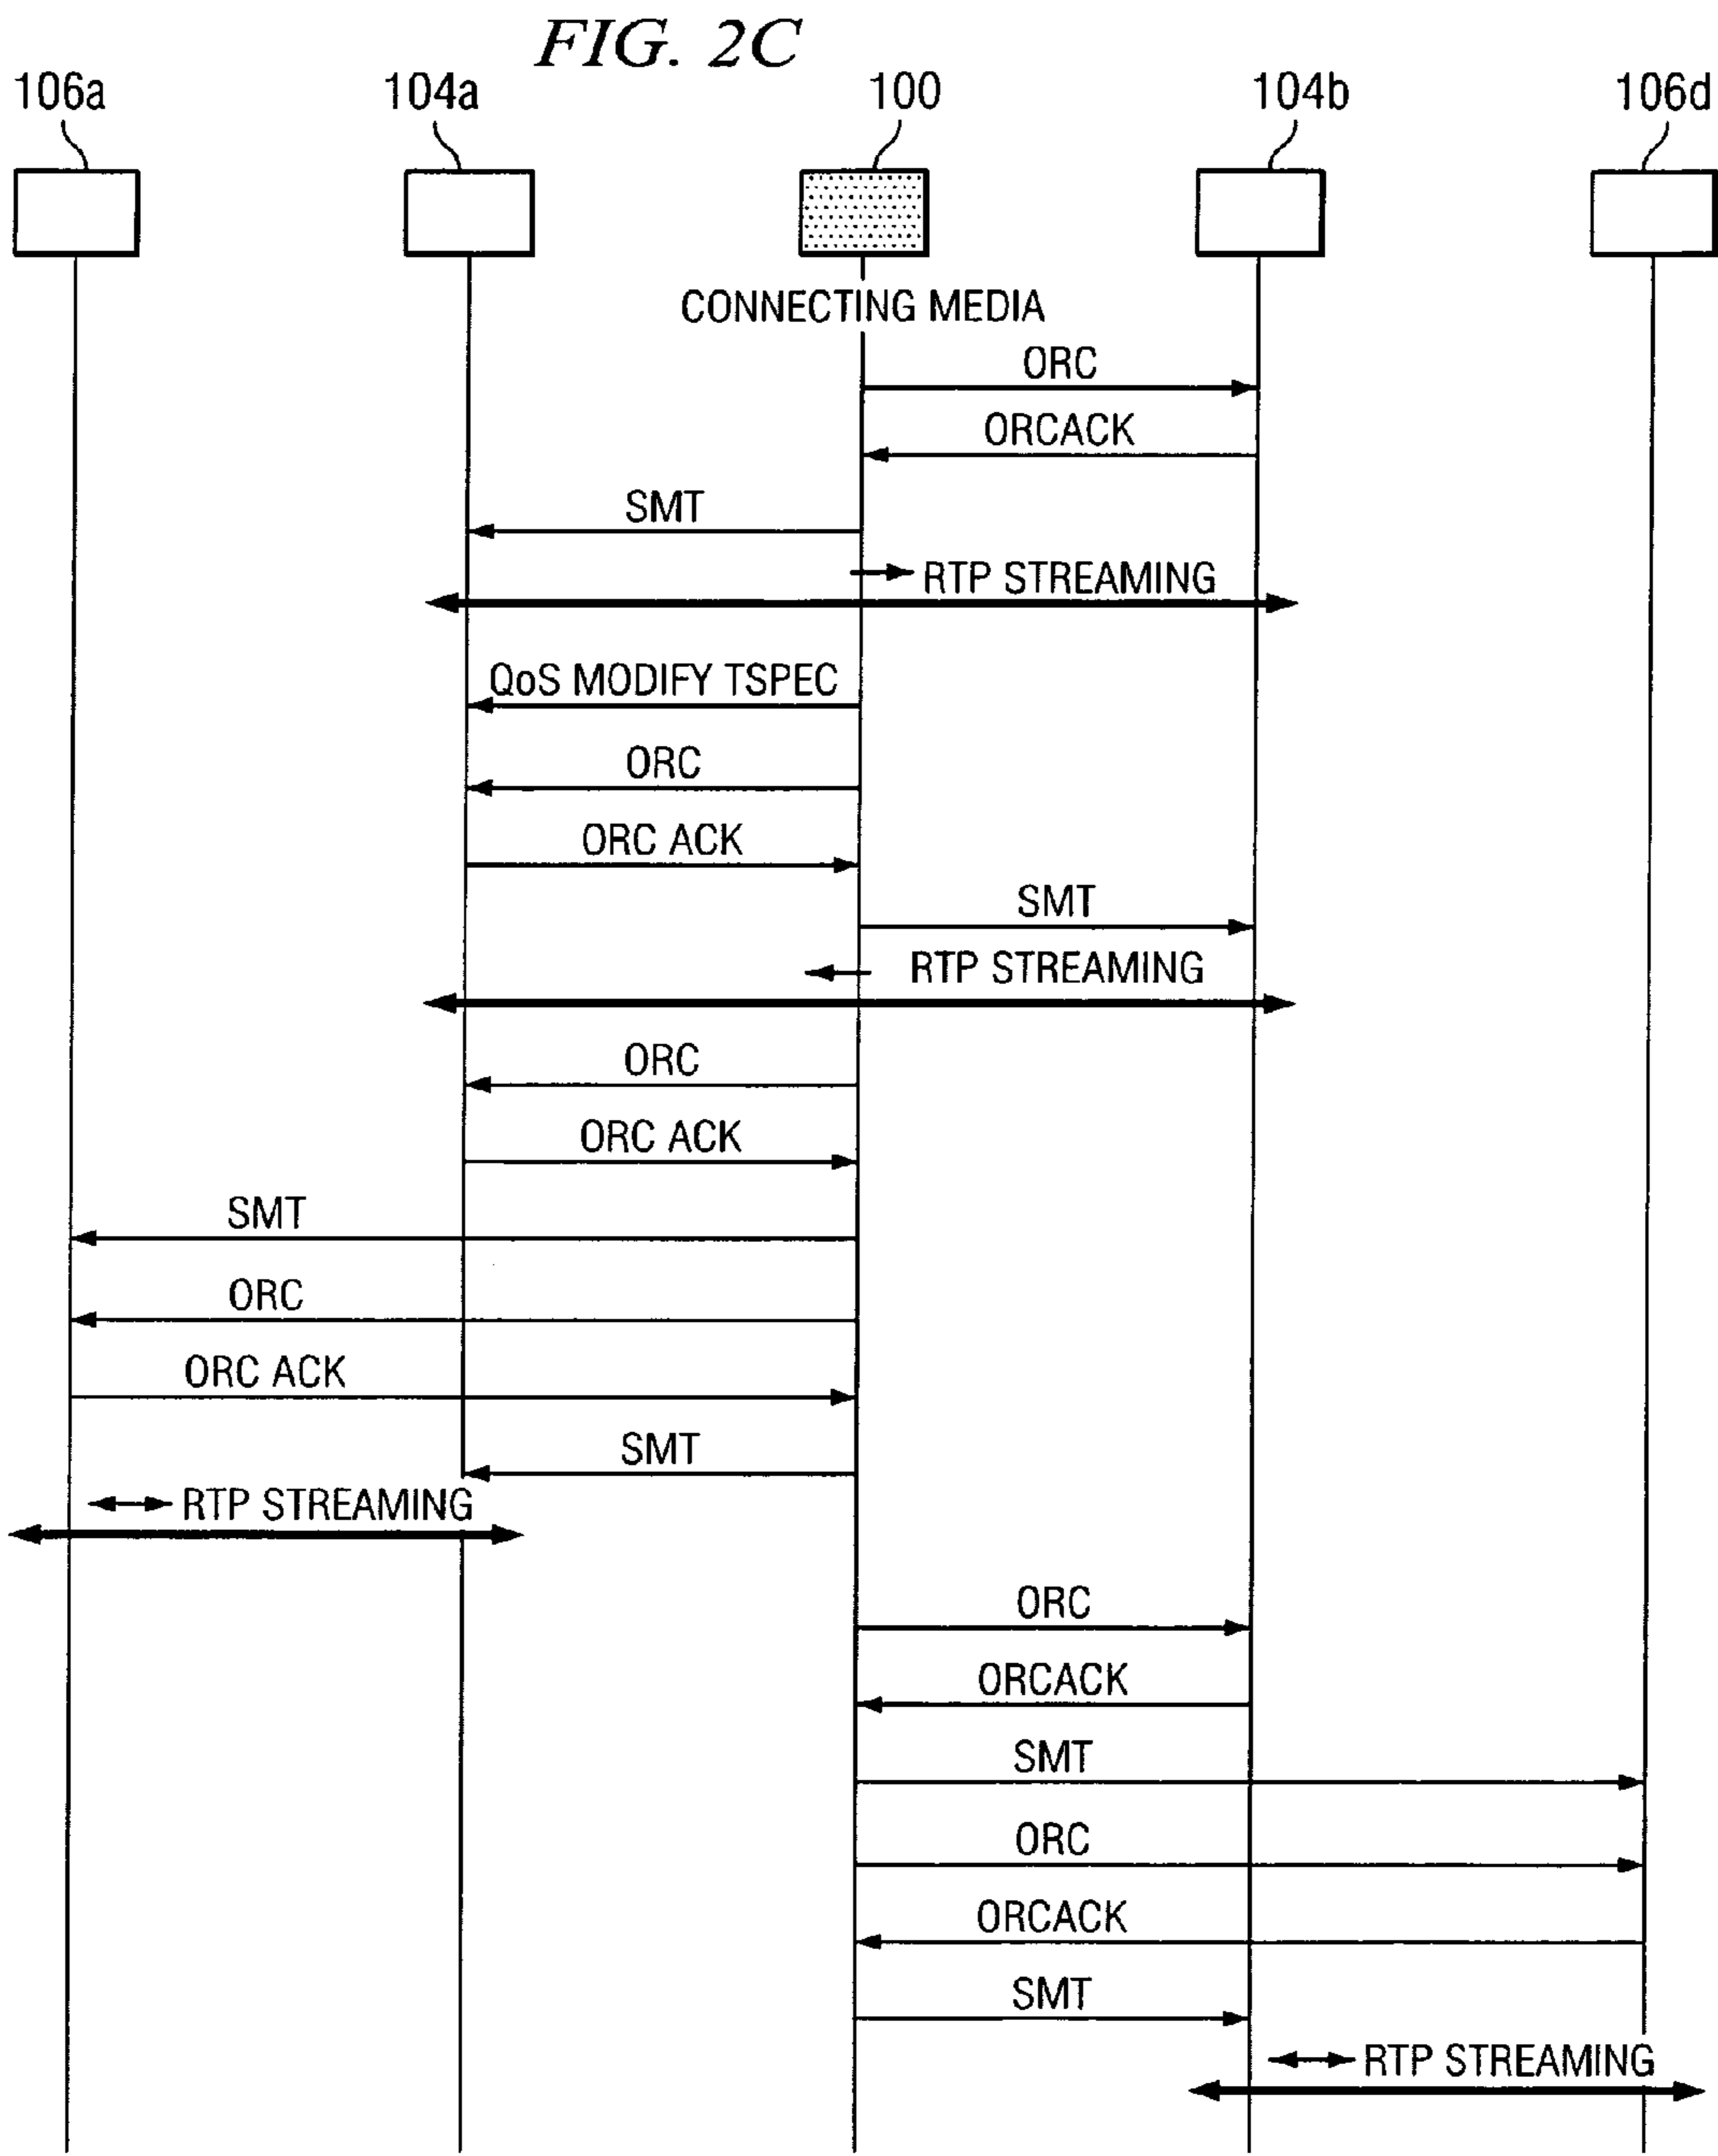 FIG. 2C
106a 104a 100 104b 106d
CONNECTING MEDIA
ORC
ORCACK
SMT
RTP STREAMING
QoS MODIFY TSPEC
ORC
ORC ACK
SMT
RTP STREAMING
ORC
ORC ACK
SMT
ORC
ORC ACK
SMT
RTP STREAMING
ORC
ORCACK
SMT
ORC
ORCACK
SMT
RTP STREAMING